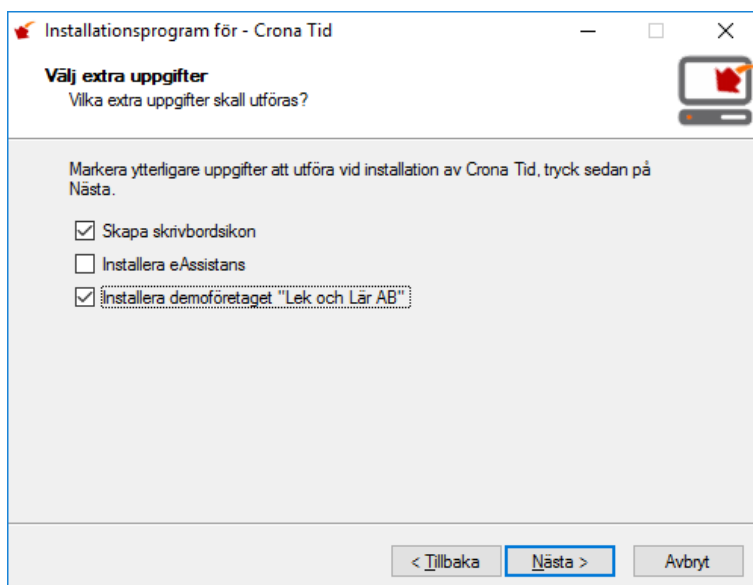 Installationsprogram för - Crona Tid
Välj extra uppgifter
Vilka extra uppgifter skall utföras?
Markera ytterligare uppgifter att utföra vid installation av Crona Tid, tryck sedan på
Nästa.
Skapa skrivbordsikon
Installera eAssistans
Installera demoföretaget "Lek och Lär AB"
< Tillbaka
Nästa >
Avbryt